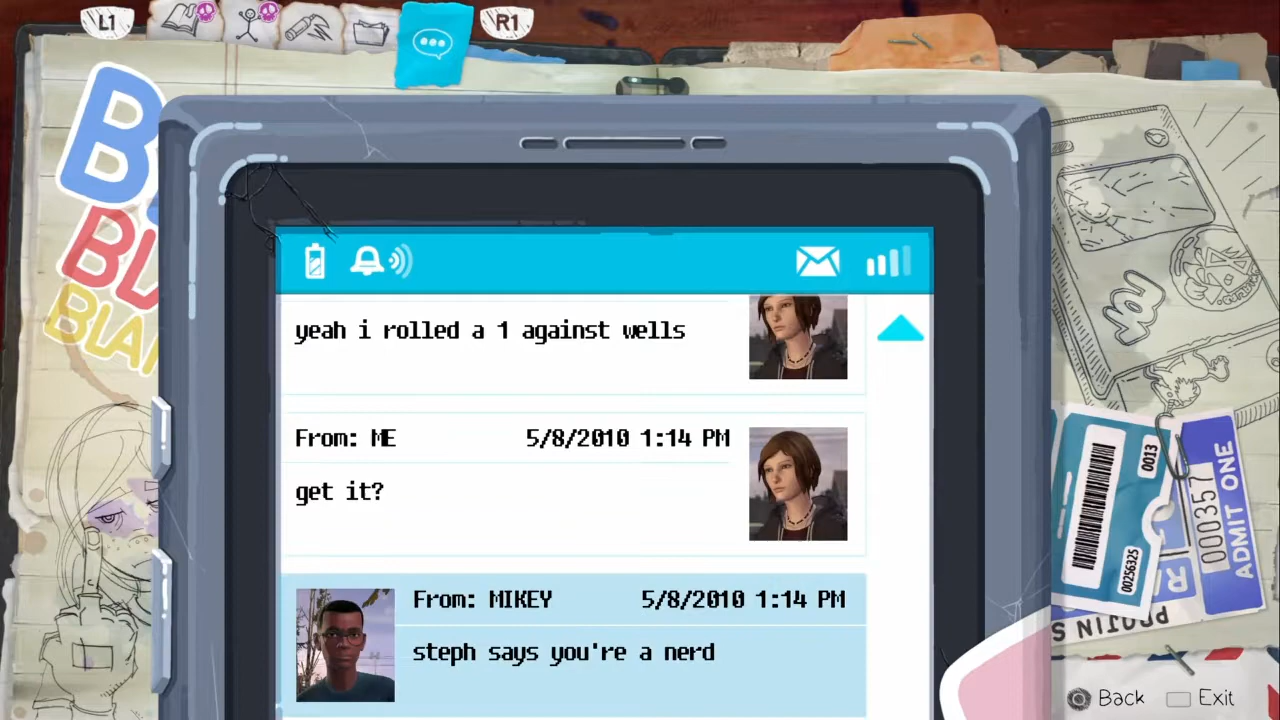 L1
R1
yeah i rolled a 1 against wells
From: ME 5/8/2010 1:14 PM
get it?
From: MIKEY 5/8/2010 1:14 PM
steph says you're a nerd
0013
00256325
000357
ADMIT ONE
Back
Exit